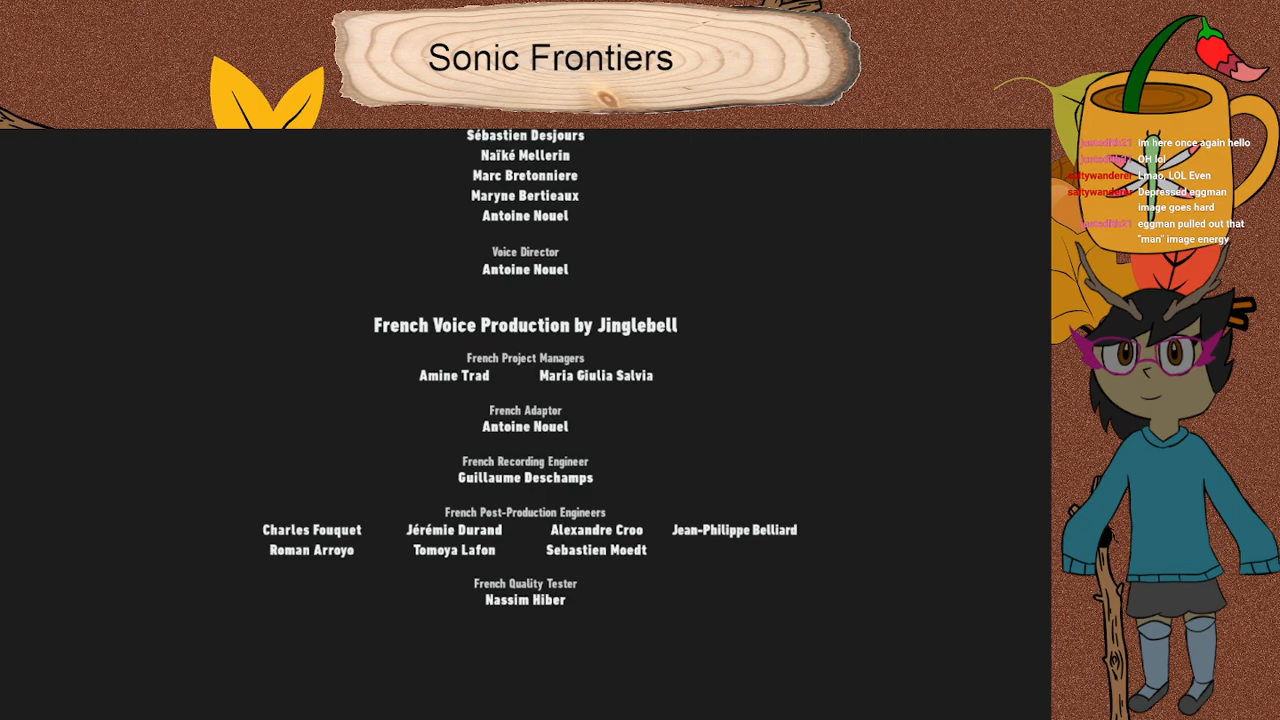 Sonic Frontiers
Sébastien Desjours
Naïké Mellerin
Marc Bretonniere
Maryne Bertieaux
Antoine Nouel
Voice Director
Antoine Nouel
French Voice Production by Jinglebell
French Project Managers
Amine Trad Maria Giulia Salvia
French Adaptor
Antoine Nouel
French Recording Engineer
Guillaume Deschamps
French Post-Production Engineers
Charles Fouquet Jérémie Durand Alexandre Croo Jean-Philippe Belliard
Roman Arroyo Tomoya Lafon Sebastien Moedt
French Quality Tester
Nassim Hiber
im here once again hello
OH lol
saltywanderer Lmao, LOL Even
saltywanderer Depressed eggman
image goes hard
eggman pulled out that
"man" image energy